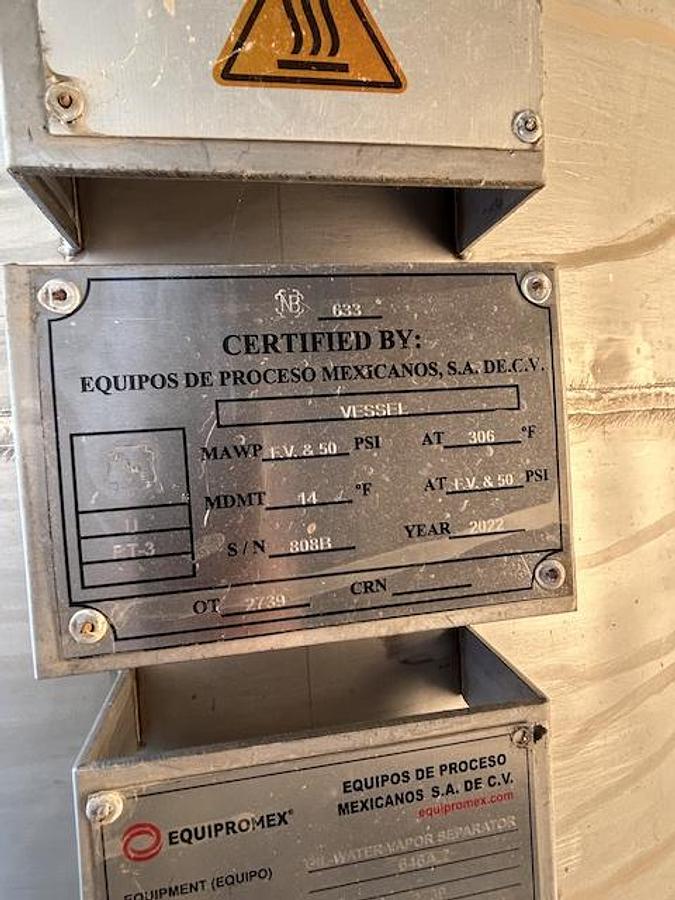 NB 633
CERTIFIED BY:
EQUIPOS DE PROCESO MEXICANOS, S.A. DE.C.V.
VESSEL
MAWP F.V. & 50 PSI AT 306 °F
MDMT 14 °F AT F.V. & 50 PSI
U
RT-3
S/N 808B YEAR 2022
OT 2739 CRN
EQUIPROMEX®
EQUIPOS DE PROCESO
MEXICANOS S.A. DE C.V.
equipromex.com
EQUIPMENT (EQUIPO) OIL-WATER VAPOR SEPARATOR